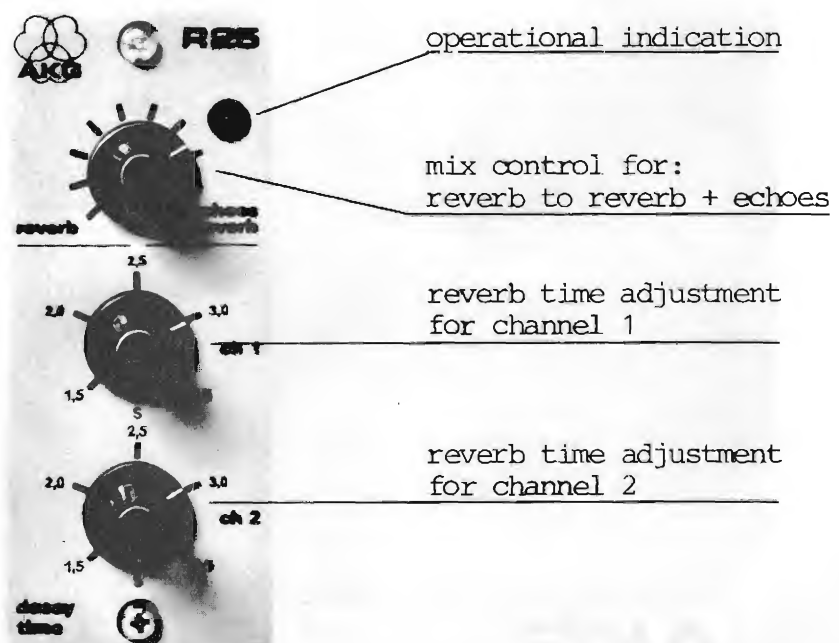 AKG
R25
operational indication
mix control for:
reverb to reverb + echoes
reverb
reverb
2,5
2,0
3,0
reverb time adjustment
for channel 1
ch 1
1,5
s
2,5
2,0
3,0
reverb time adjustment
for channel 2
ch 2
1,5
decay
time